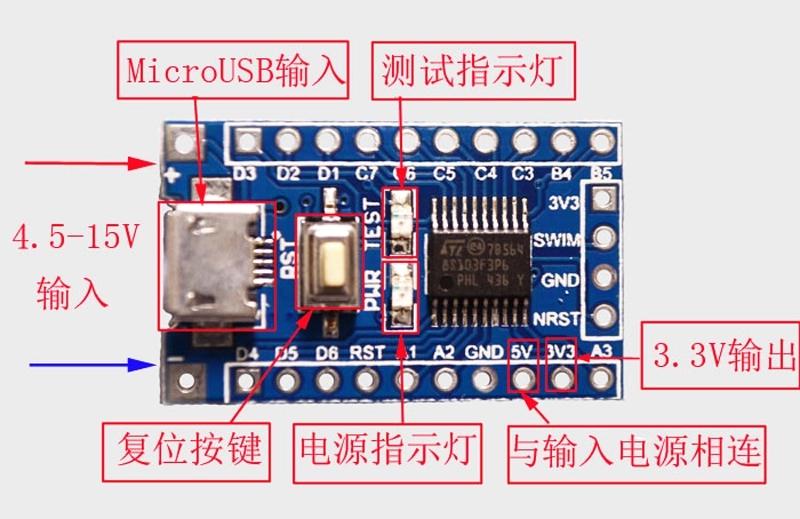 MicroUSB输入
测试指示灯
D3 D2 D1 C7 C6 C5 C4 C3 B4 B5
+
4.5-15V
输入
RST
TEST
PWR
78564
8S103F3P6
PHL 436 Y
3V3
SWIM
GND
NRST
-
D4 D5 D6 RST A1 A2 GND 5V 3V3 A3
3.3V输出
复位按键
电源指示灯
与输入电源相连